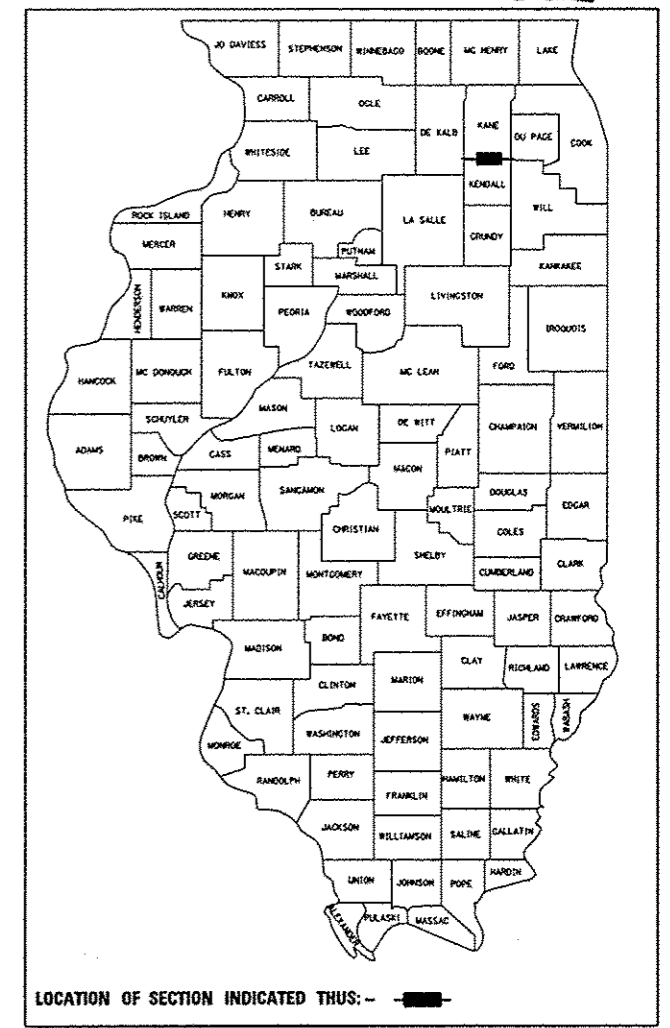 JO DAVIESS
STEPHENSON
WINNEBAGO
BOONE
MC HENRY
LAKE
CARROLL
OGLE
DE KALB
KANE
DU PAGE
COOK
WHITESIDE
LEE
KENDALL
WILL
ROCK ISLAND
HENRY
BUREAU
LA SALLE
GRUNDY
MERCER
PUTNAM
KANKAKEE
STARK
MARSHALL
HENDERSON
WARREN
KNOX
PEORIA
WOODFORD
LIVINGSTON
IROQUOIS
HANCOCK
MC DONOUGH
FULTON
TAZEWELL
MC LEAN
FORD
SCHUYLER
MASON
LOGAN
DE WITT
CHAMPAIGN
VERMILION
ADAMS
BROWN
CASS
MENARD
PIATT
MACON
MORGAN
SANGAMON
DOUGLAS
PIKE
SCOTT
CHRISTIAN
MOULTRIE
EDGAR
COLES
GREENE
SHELBY
CALHOUN
MACOUPIN
MONTGOMERY
CUMBERLAND
CLARK
JERSEY
FAYETTE
EFFINGHAM
JASPER
CRAWFORD
MADISON
BOND
CLAY
RICHLAND
LAWRENCE
CLINTON
MARION
ST. CLAIR
WAYNE
EDWARDS
WABASH
WASHINGTON
JEFFERSON
MONROE
RANDOLPH
PERRY
HAMILTON
WHITE
FRANKLIN
JACKSON
WILLIAMSON
SALINE
GALLATIN
UNION
JOHNSON
POPE
HARDIN
ALEXANDER
PULASKI
MASSAC
LOCATION OF SECTION INDICATED THUS: -